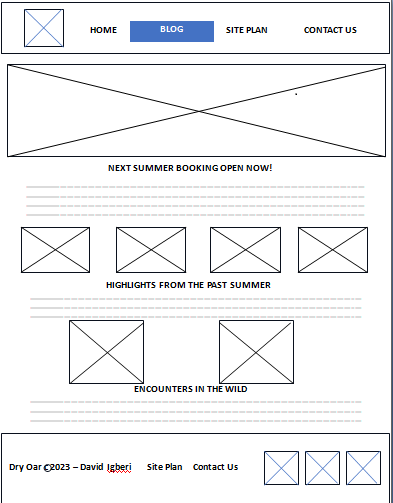 HOME BLOG SITE PLAN CONTACT US
NEXT SUMMER BOOKING OPEN NOW!
HIGHLIGHTS FROM THE PAST SUMMER
ENCOUNTERS IN THE WILD
Dry Oar ©2023 – David Igberi Site Plan Contact Us